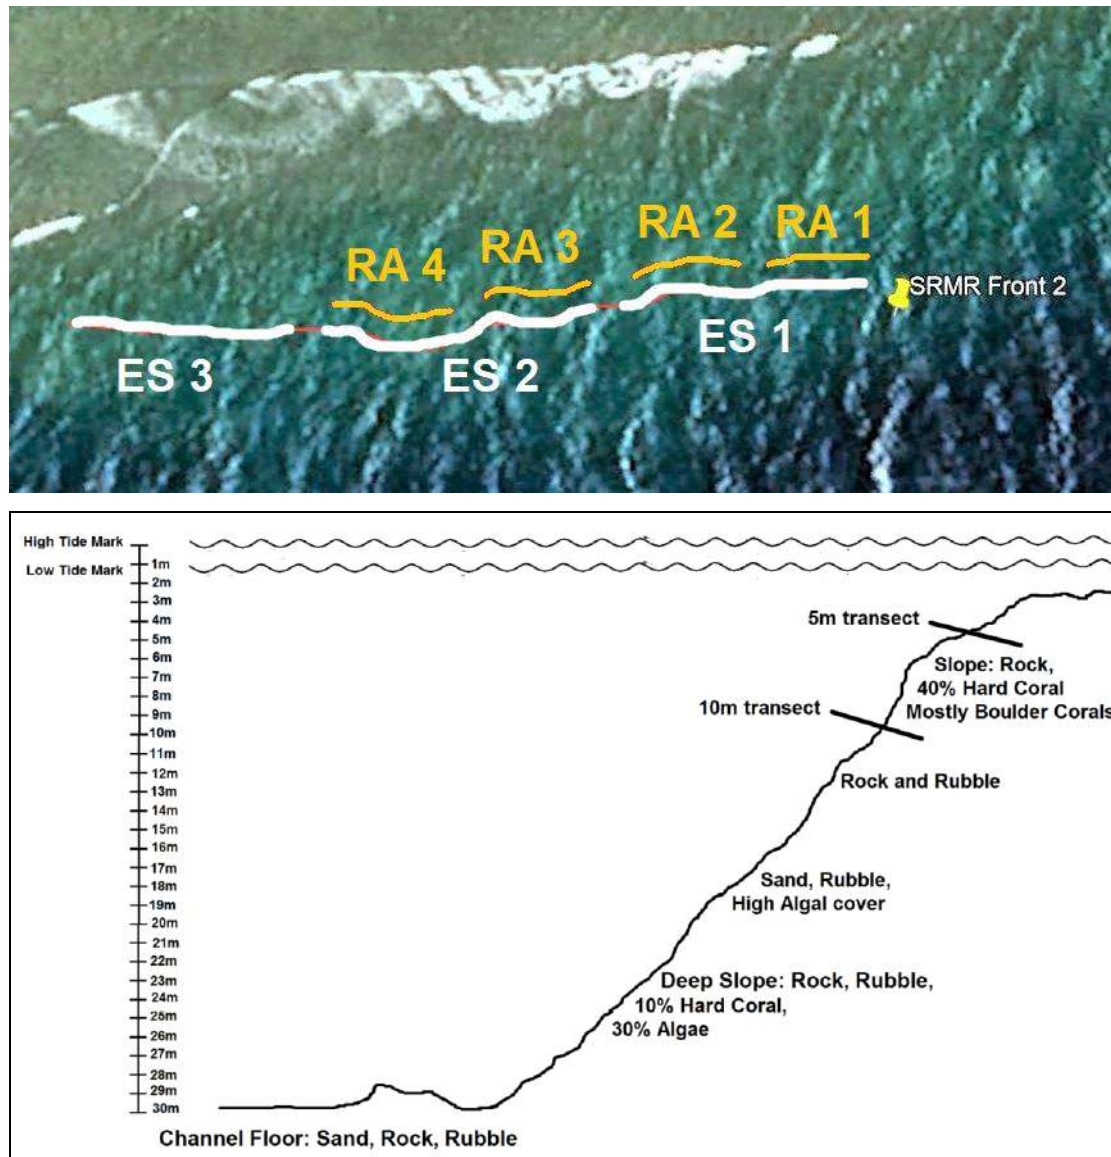 RA 4
RA 3
RA 2
RA 1
SRMR Front 2
ES 3
ES 2
ES 1
High Tide Mark
1m
Low Tide Mark
2m
3m
4m
5m
6m
7m
8m
9m
10m
11m
12m
13m
14m
15m
16m
17m
18m
19m
20m
21m
22m
23m
24m
25m
26m
27m
28m
29m
30m
5m transect
Slope: Rock,
40% Hard Coral
Mostly Boulder Corals
10m transect
Rock and Rubble
Sand, Rubble,
High Algal cover
Deep Slope: Rock, Rubble,
10% Hard Coral,
30% Algae
Channel Floor: Sand, Rock, Rubble